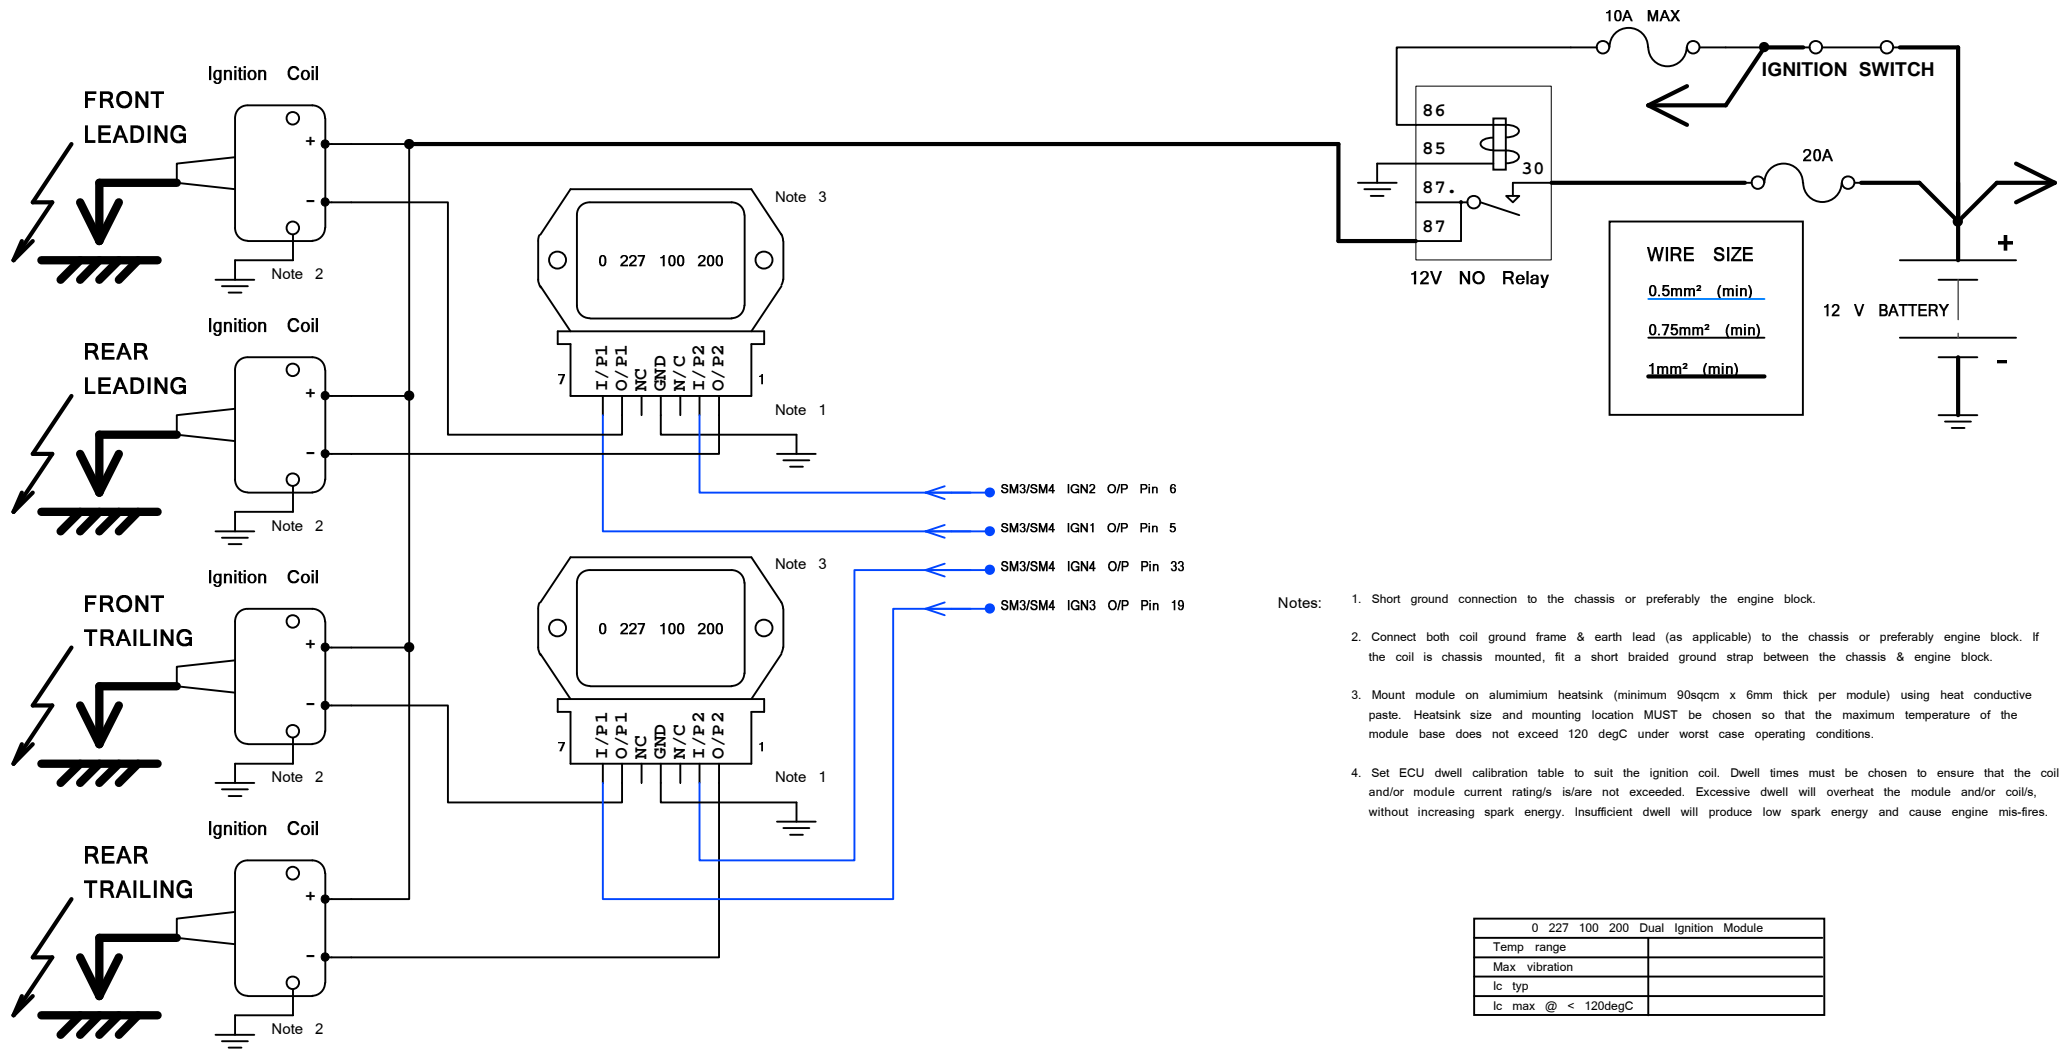 10A MAX
IGNITION SWITCH
Ignition Coil
FRONT
LEADING
+
-
Note 2
86
85
30
87.
87
12V NO Relay
20A
WIRE SIZE
0.5mm² (min)
0.75mm² (min)
1mm² (min)
+
12 V BATTERY
-
Note 3
0 227 100 200
7
I/P1
O/P1
NC
GND
N/C
I/P2
O/P2
1
Note 1
Ignition Coil
REAR
LEADING
+
-
Note 2
SM3/SM4 IGN2 O/P Pin 6
SM3/SM4 IGN1 O/P Pin 5
SM3/SM4 IGN4 O/P Pin 33
SM3/SM4 IGN3 O/P Pin 19
Ignition Coil
FRONT
TRAILING
+
-
Note 2
Note 3
0 227 100 200
7
I/P1
O/P1
NC
GND
N/C
I/P2
O/P2
1
Note 1
Ignition Coil
REAR
TRAILING
+
-
Note 2
Notes:
1. Short ground connection to the chassis or preferably the engine block.
2. Connect both coil ground frame & earth lead (as applicable) to the chassis or preferably engine block. If
the coil is chassis mounted, fit a short braided ground strap between the chassis & engine block.
3. Mount module on alumimium heatsink (minimum 90sqcm x 6mm thick per module) using heat conductive
paste. Heatsink size and mounting location MUST be chosen so that the maximum temperature of the
module base does not exceed 120 degC under worst case operating conditions.
4. Set ECU dwell calibration table to suit the ignition coil. Dwell times must be chosen to ensure that the coil
and/or module current rating/s is/are not exceeded. Excessive dwell will overheat the module and/or coil/s,
without increasing spark energy. Insufficient dwell will produce low spark energy and cause engine mis-fires.
0 227 100 200 Dual Ignition Module
Temp range
Max vibration
Ic typ
Ic max @ < 120degC